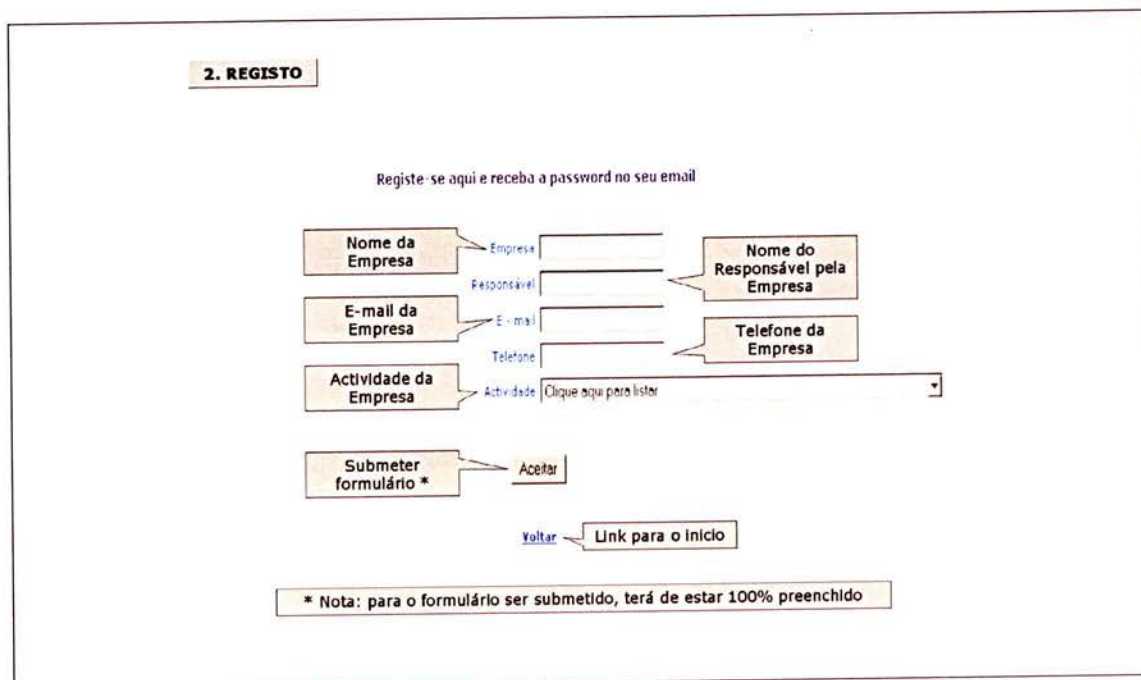 2. REGISTO
Registe-se aqui e receba a password no seu email
Nome da
Empresa
Empresa
Nome do
Responsável pela
Empresa
Responsável
E-mail da
Empresa
E - mail
Telefone da
Empresa
Telefone
Actividade da
Empresa
Actividade
Clique aqui para listar
Submeter
formulário *
Aceitar
Voltar
Link para o inicio
* Nota: para o formulário ser submetido, terá de estar 100% preenchido